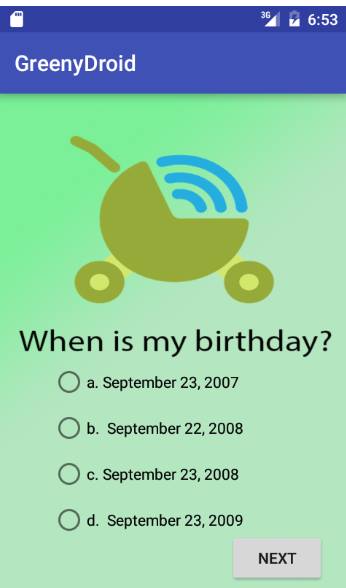 3G 6:53
GreenyDroid
When is my birthday?
a. September 23, 2007
b. September 22, 2008
c. September 23, 2008
d. September 23, 2009
NEXT